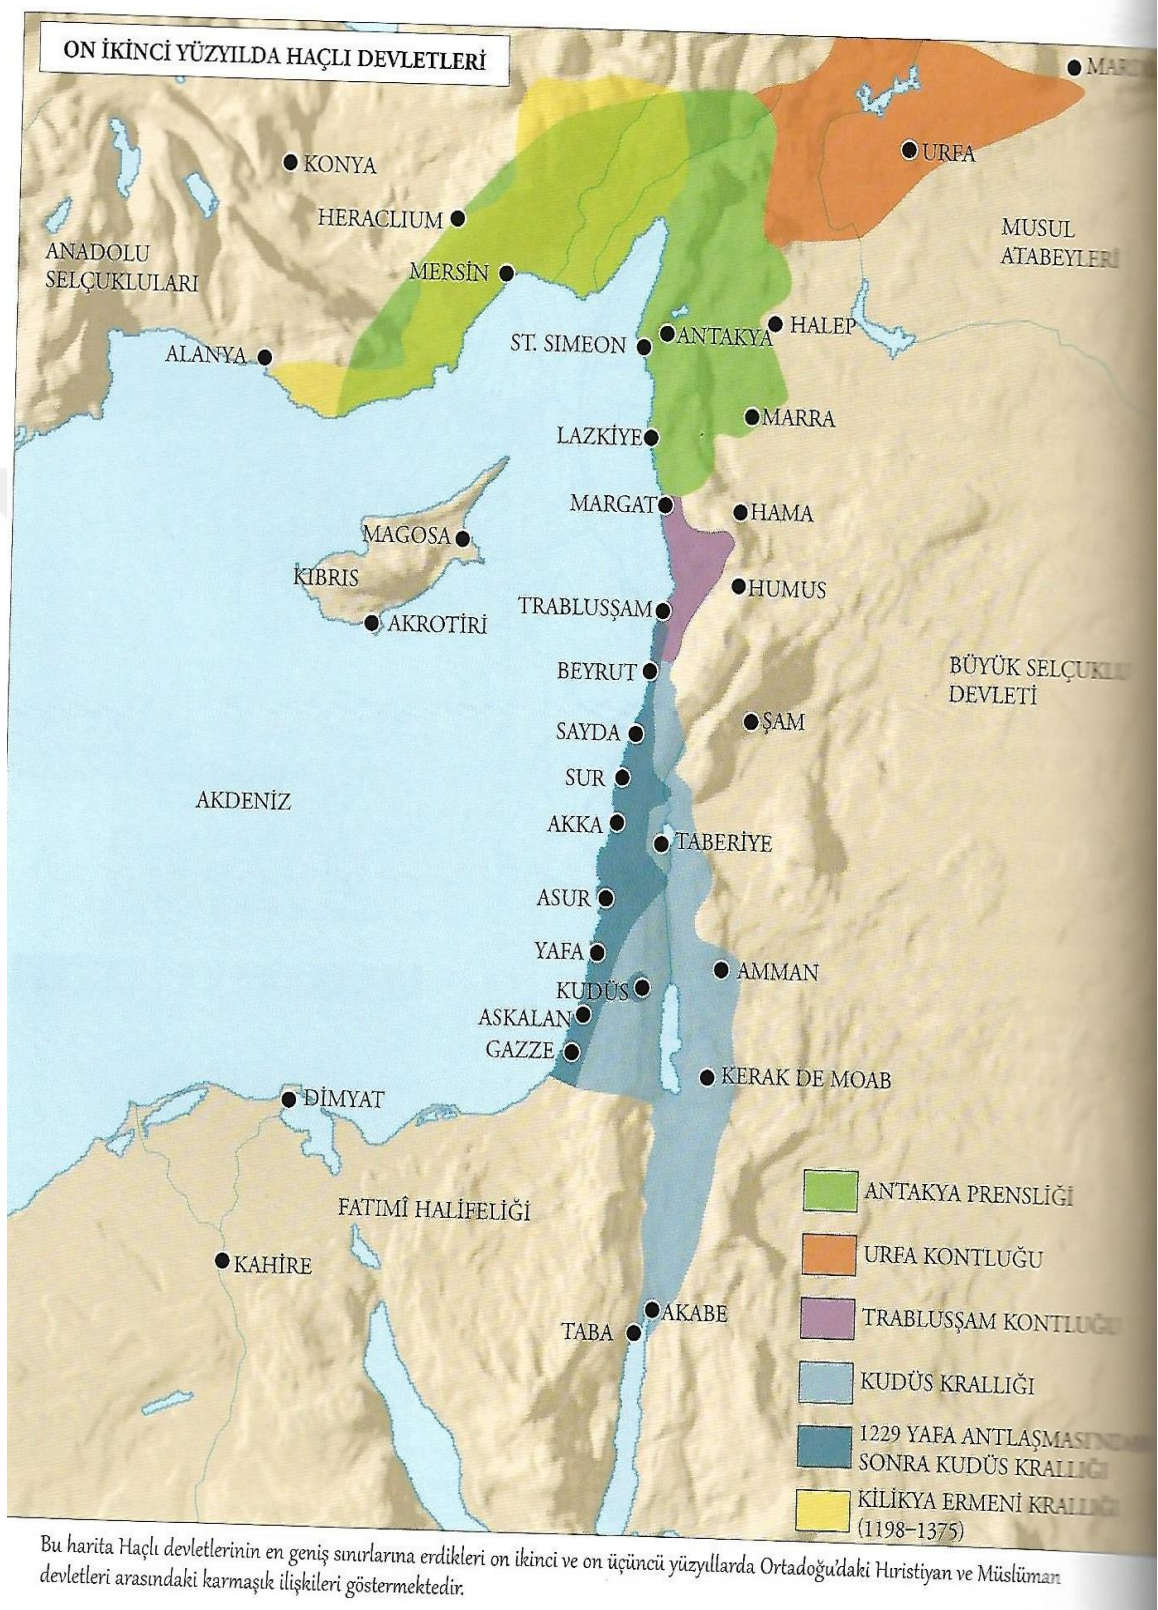 ON İKİNCİ YÜZYILDA HAÇLI DEVLETLERİ
KONYA
URFA
HERACLIUM
MUSUL
ATABEYLERİ
ANADOLU
SELÇUKLULARI
MERSİN
ST. SIMEON
ANTAKYA
HALEP
ALANYA
MARRA
LAZKİYE
MARGAT
HAMA
MAGOSA
KIBRIS
HUMUS
TRABLUSŞAM
AKROTİRİ
BEYRUT
BÜYÜK SELÇUKLU
DEVLETİ
ŞAM
SAYDA
SUR
AKDENİZ
AKKA
TABERİYE
ASUR
YAFA
AMMAN
KUDÜS
ASKALAN
GAZZE
KERAK DE MOAB
DİMYAT
FATIMÎ HALİFELİĞİ
KAHİRE
AKABE
TABA
ANTAKYA PRENSLİĞİ
URFA KONTLUĞU
TRABLUSŞAM KONTLUĞU
KUDÜS KRALLIĞI
1229 YAFA ANTLAŞMASI'NDAN
SONRA KUDÜS KRALLIĞI
KİLİKYA ERMENİ KRALLIĞI
(1198–1375)
Bu harita Haçlı devletlerinin en geniş sınırlarına erdikleri on ikinci ve on üçüncü yüzyıllarda Ortadoğu'daki Hıristiyan ve Müslüman
devletleri arasındaki karmaşık ilişkileri göstermektedir.